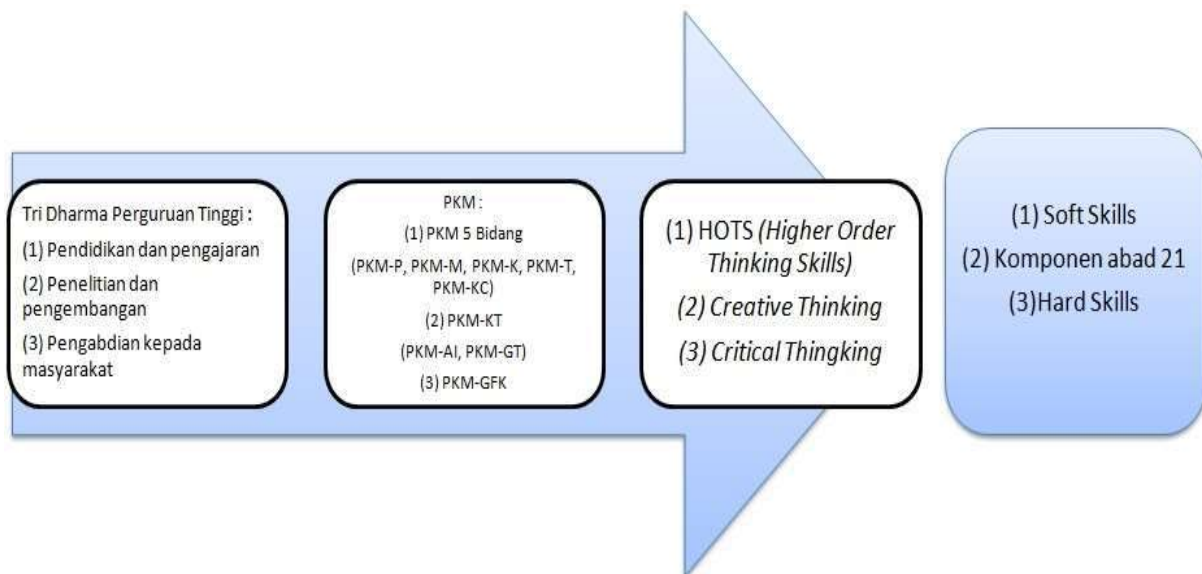 Tri Dharma Perguruan Tinggi :
(1) Pendidikan dan pengajaran
(2) Penelitian dan
pengembangan
(3) Pengabdian kepada
masyarakat
PKM :
(1) PKM 5 Bidang
(PKM-P, PKM-M, PKM-K, PKM-T,
PKM-KC)
(2) PKM-KT
(PKM-AI, PKM-GT)
(3) PKM-GFK
(1) HOTS (Higher Order
Thinking Skills)
(2) Creative Thinking
(3) Critical Thingking
(1) Soft Skills
(2) Komponen abad 21
(3)Hard Skills